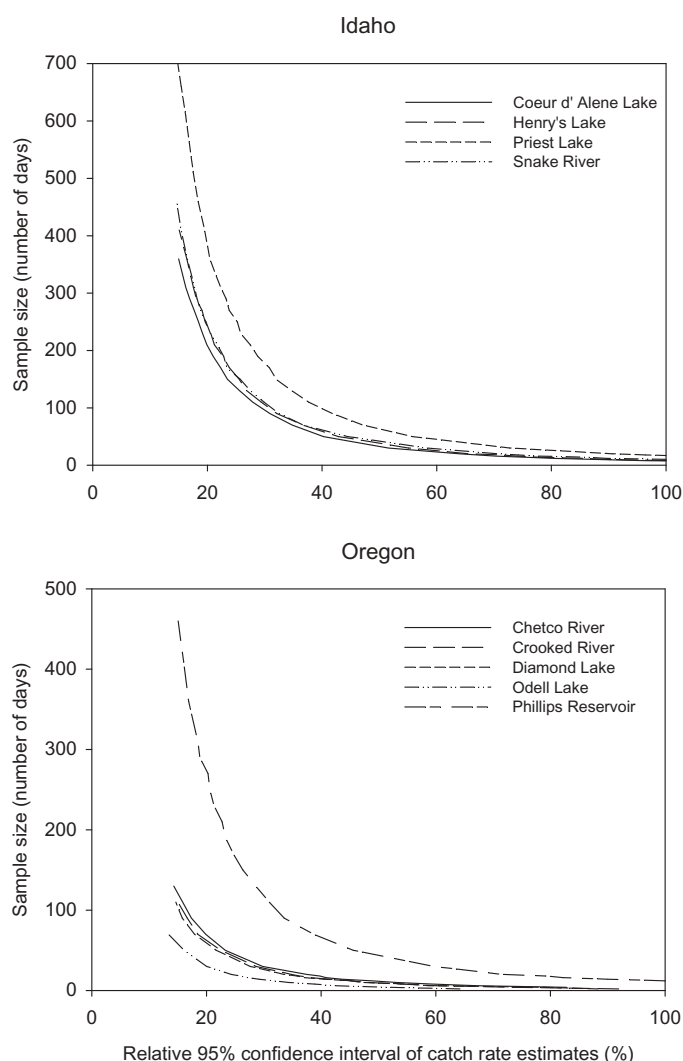 Idaho
700
600
500
400
300
200
100
0
Sample size (number of days)
Coeur d' Alene Lake
Henry's Lake
Priest Lake
Snake River
0 20 40 60 80 100
Oregon
500
400
300
200
100
0
Sample size (number of days)
Chetco River
Crooked River
Diamond Lake
Odell Lake
Phillips Reservoir
0 20 40 60 80 100
Relative 95% confidence interval of catch rate estimates (%)